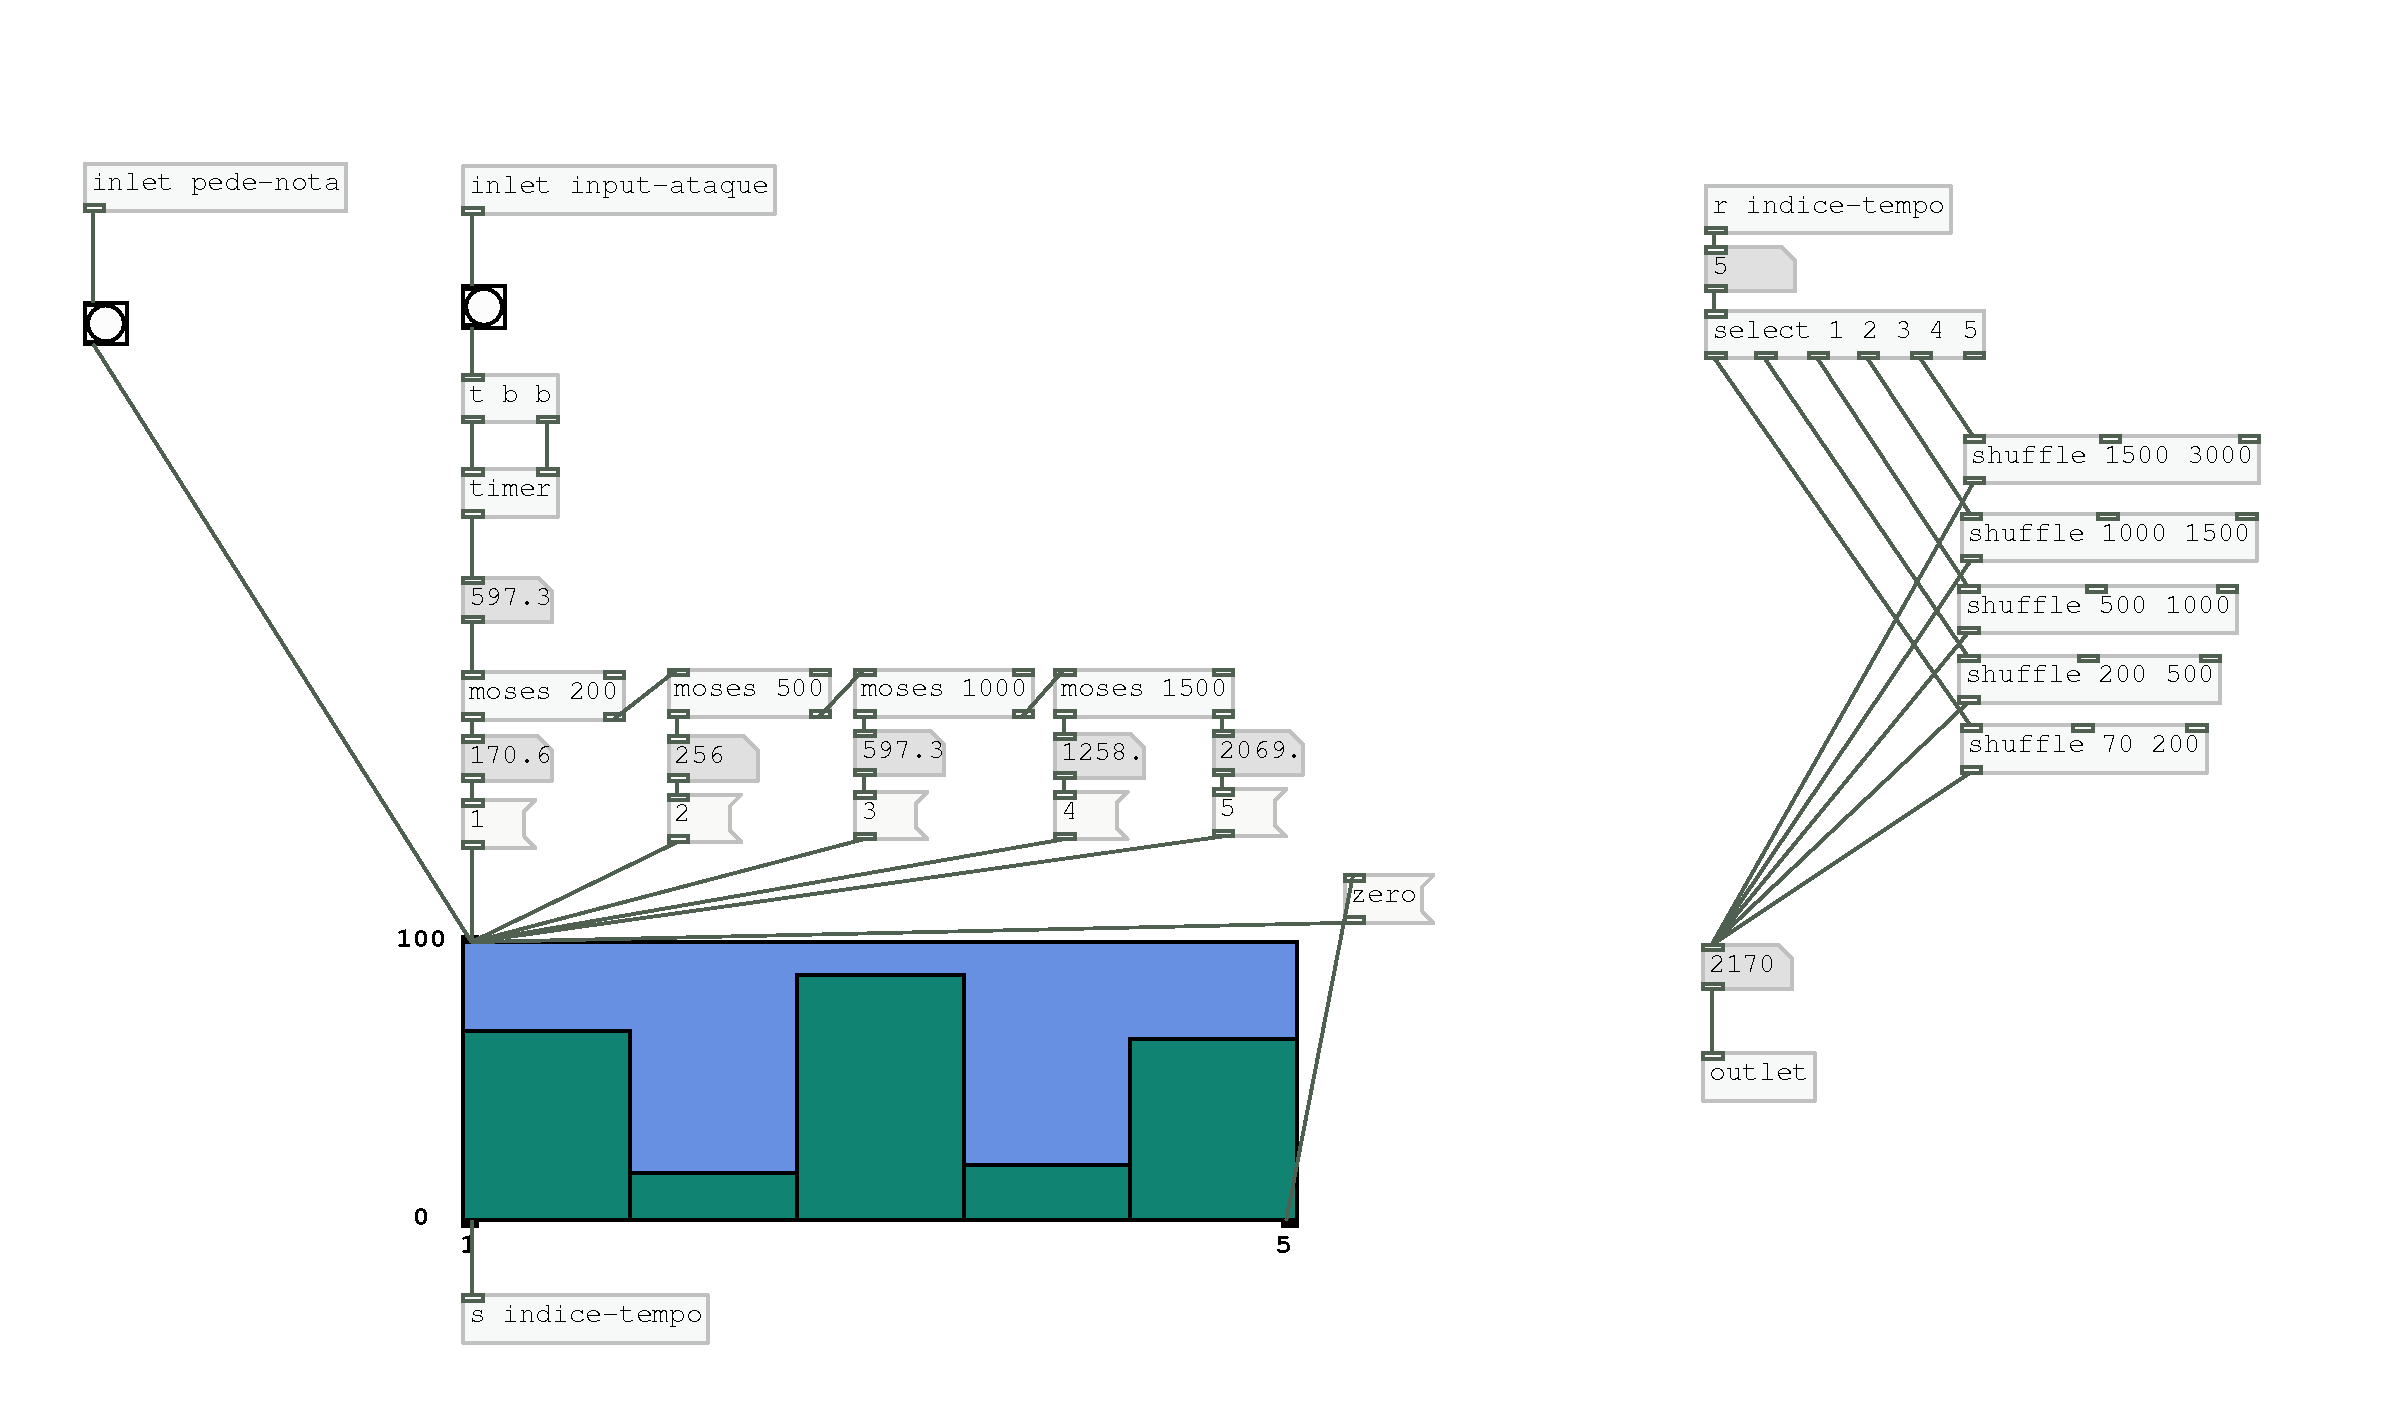 inlet pede-nota
inlet input-ataque
t b b
timer
597.3
moses 200
moses 500
moses 1000
moses 1500
170.6
256
597.3
1258.
2069.
1
2
3
4
5
zero
100
0
1
5
s indice-tempo
r indice-tempo
5
select 1 2 3 4 5
shuffle 1500 3000
shuffle 1000 1500
shuffle 500 1000
shuffle 200 500
shuffle 70 200
2170
outlet